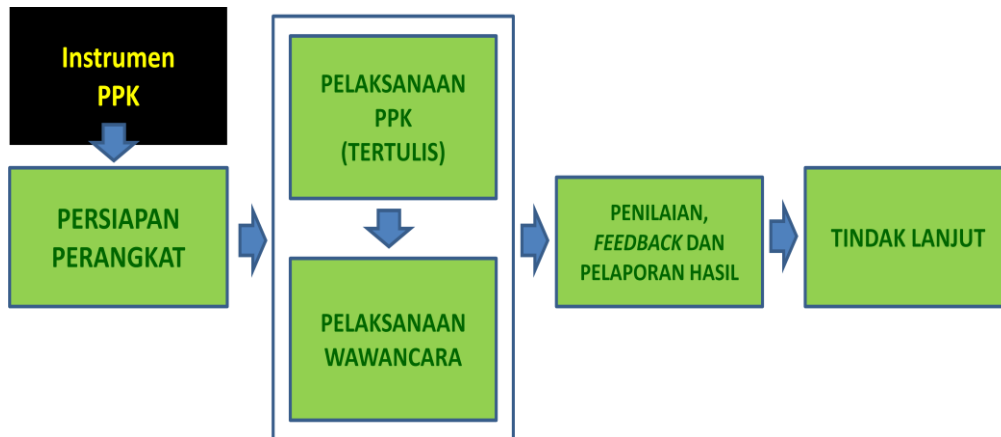 Instrumen
PPK
PERSIAPAN
PERANGKAT
PELAKSANAAN
PPK
(TERTULIS)
PELAKSANAAN
WAWANCARA
PENILAIAN,
FEEDBACK DAN
PELAPORAN HASIL
TINDAK LANJUT